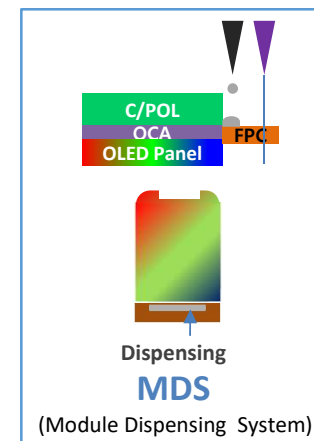 C/POL
OCA
FPC
OLED Panel
Dispensing
MDS
(Module Dispensing System)